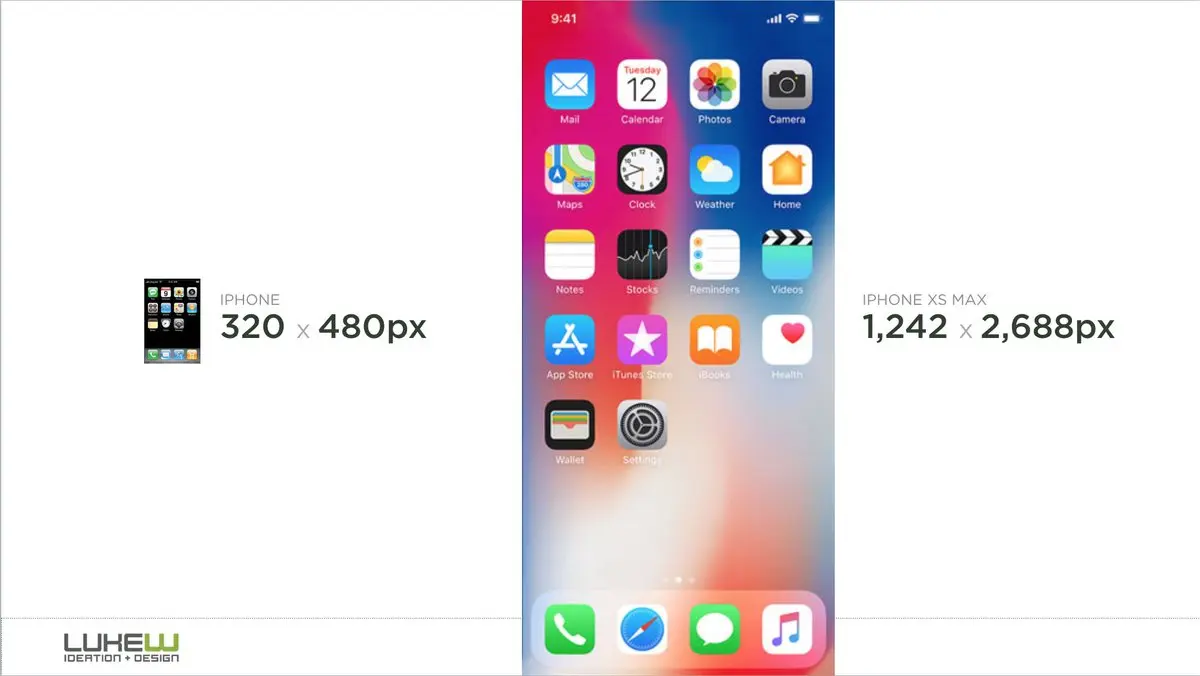 IPHONE
320 x 480px
9:41
Mail
Tuesday
12
Calendar
Photos
Camera
Maps
280
Clock
Weather
Home
Notes
Stocks
Reminders
Videos
App Store
iTunes Store
iBooks
Health
Wallet
Settings
IPHONE XS MAX
1,242 x 2,688px
LUKEW
IDEATION + DESIGN